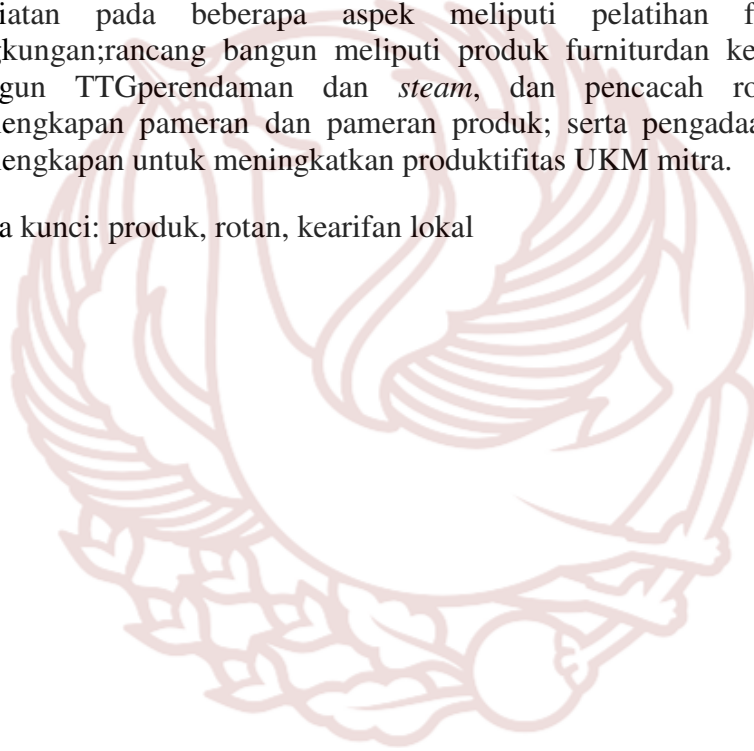 iatan pada beberapa aspek meliputi pelatihan f
gkungan;rancang bangun meliputi produk furniturdan ke
gun TTGperendaman dan steam, dan pencacah ro
engkapan pameran dan pameran produk; serta pengadaa
engkapan untuk meningkatkan produktifitas UKM mitra.
a kunci: produk, rotan, kearifan lokal